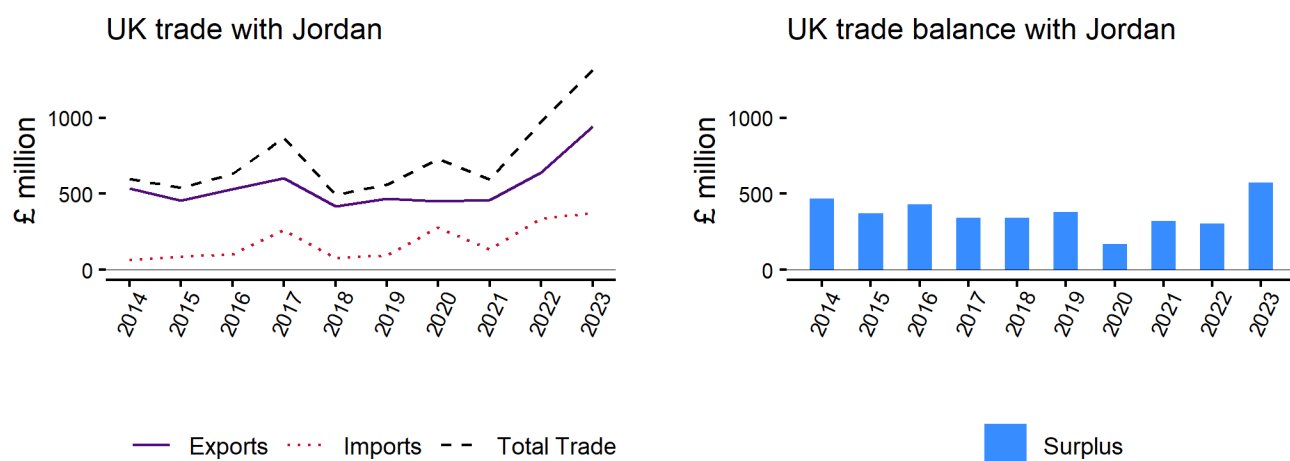 UK trade with Jordan
£ million
1000
500
0
2014 2015 2016 2017 2018 2019 2020 2021 2022 2023
Exports Imports Total Trade
UK trade balance with Jordan
£ million
1000
500
0
2014 2015 2016 2017 2018 2019 2020 2021 2022 2023
Surplus